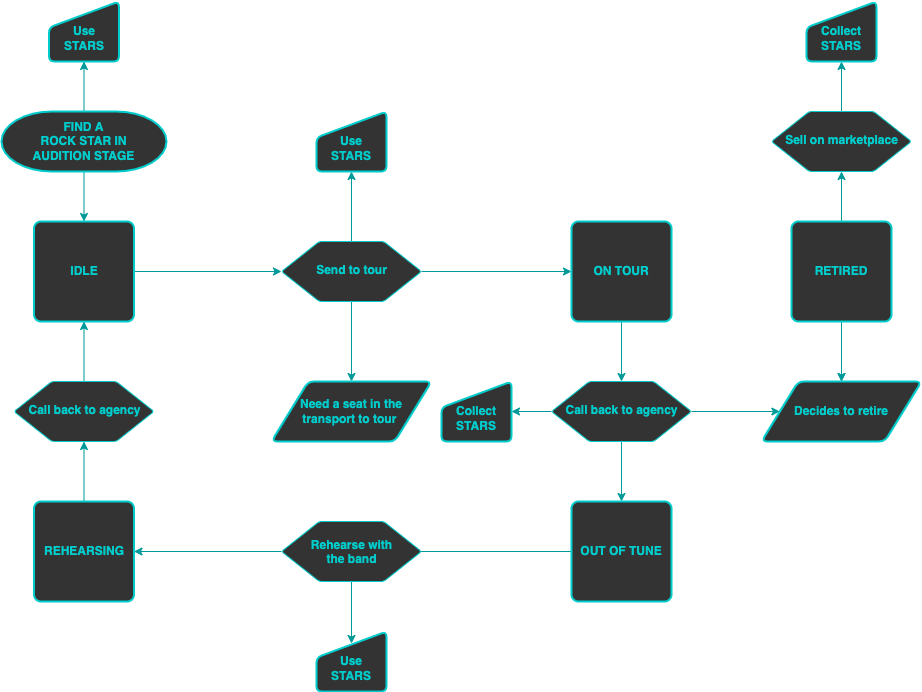 Use
STARS
Collect
STARS
FIND A
ROCK STAR IN
AUDITION STAGE
Use
STARS
Sell on marketplace
IDLE
Send to tour
ON TOUR
RETIRED
Call back to agency
Need a seat in the
transport to tour
Collect
STARS
Call back to agency
Decides to retire
REHEARSING
Rehearse with
the band
OUT OF TUNE
Use
STARS